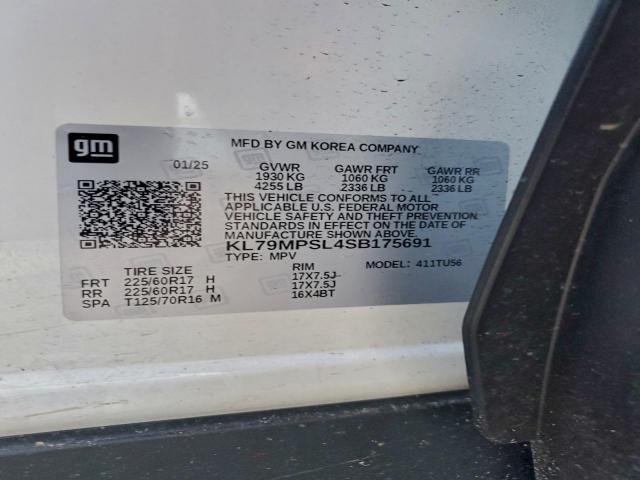 gm
MFD BY GM KOREA COMPANY
01/25 GVWR GAWR FRT GAWR RR
1930 KG 1060 KG 1060 KG
4255 LB 2336 LB 2336 LB
THIS VEHICLE CONFORMS TO ALL
APPLICABLE U.S. FEDERAL MOTOR
VEHICLE SAFETY AND THEFT PREVENTION
STANDARDS IN EFFECT ON THE DATE OF
MANUFACTURE SHOWN ABOVE.
KL79MPSL4SB175691
TYPE: MPV MODEL: 411TU56
TIRE SIZE RIM
FRT 225/60R17 H 17X7.5J
RR 225/60R17 H 17X7.5J
SPA T125/70R16 M 16X4BT